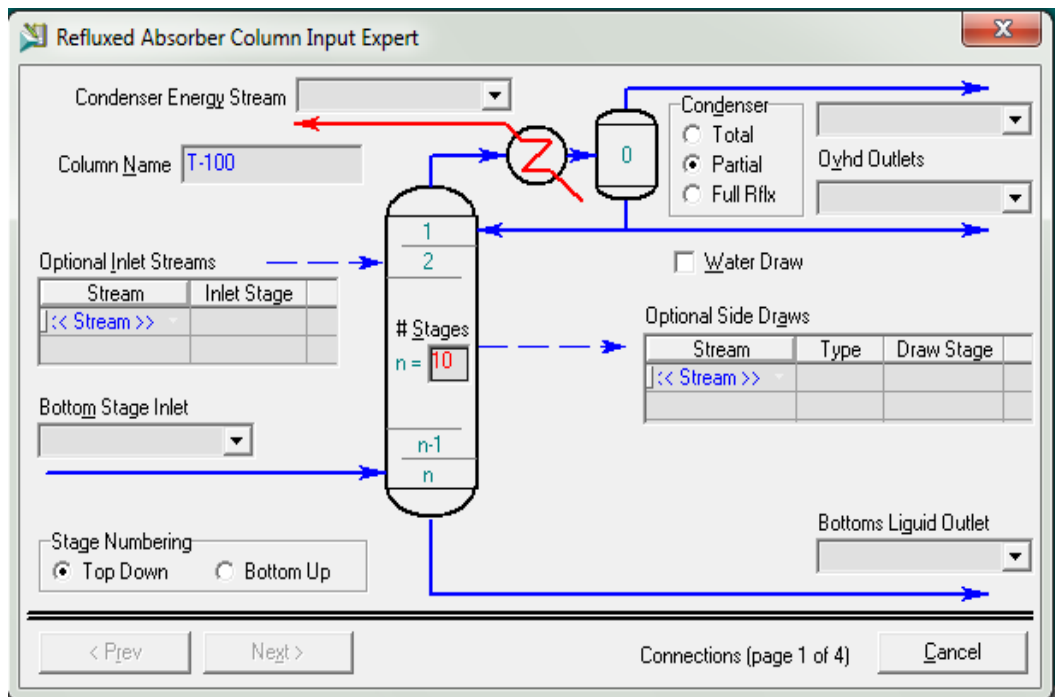 Refluxed Absorber Column Input Expert
X
Condenser Energy Stream
Condenser
Total
Partial
Full Rflx
0
Column Name T-100
Ovhd Outlets
1
2
Optional Inlet Streams
Stream Inlet Stage
<< Stream >>
Water Draw
# Stages
n = 10
Optional Side Draws
Stream Type Draw Stage
<< Stream >>
Bottom Stage Inlet
n-1
n
Stage Numbering
Top Down Bottom Up
Bottoms Liquid Outlet
< Prev Next > Connections (page 1 of 4) Cancel